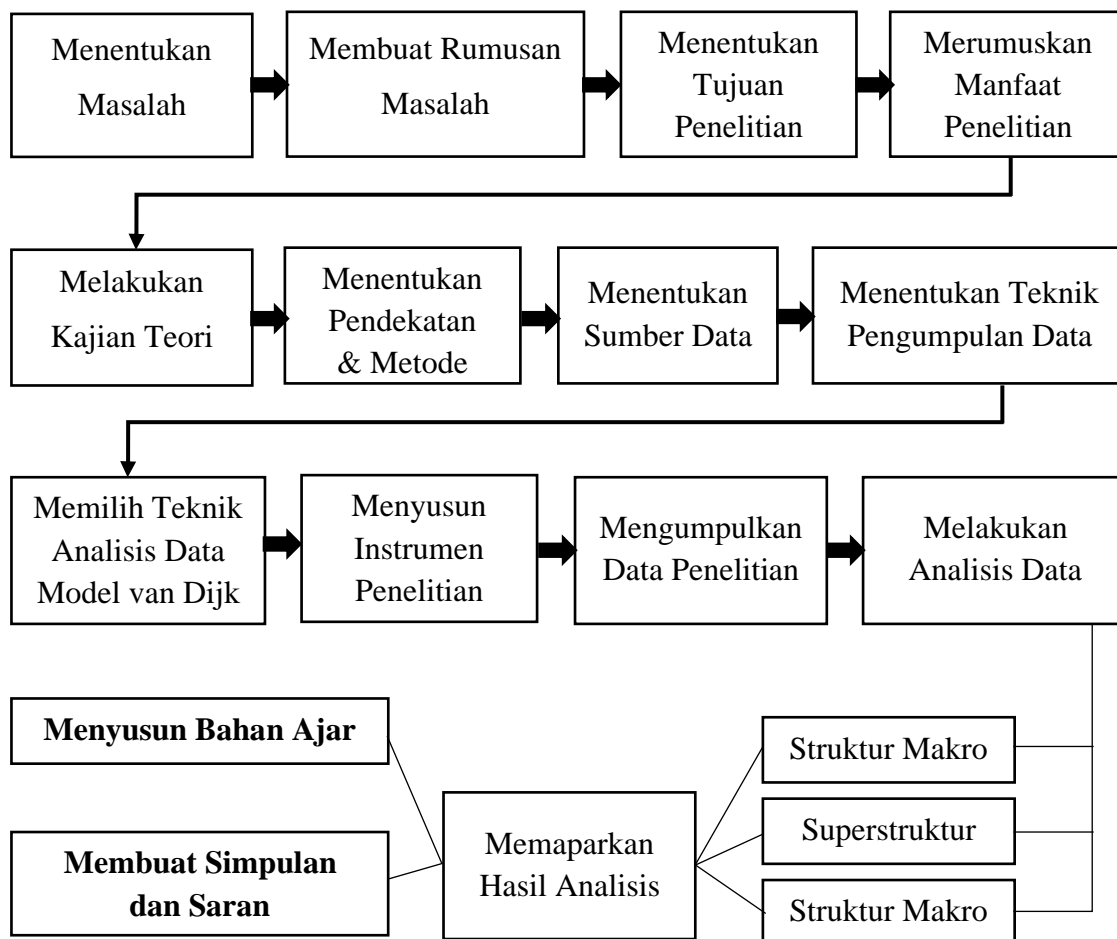 Menentukan
Masalah
Membuat Rumusan
Masalah
Menentukan
Tujuan
Penelitian
Merumuskan
Manfaat
Penelitian
Melakukan
Kajian Teori
Menentukan
Pendekatan
& Metode
Menentukan
Sumber Data
Menentukan Teknik
Pengumpulan Data
Memilih Teknik
Analisis Data
Model van Dijk
Menyusun
Instrumen
Penelitian
Mengumpulkan
Data Penelitian
Melakukan
Analisis Data
Menyusun Bahan Ajar
Membuat Simpulan
dan Saran
Memaparkan
Hasil Analisis
Struktur Makro
Superstruktur
Struktur Makro